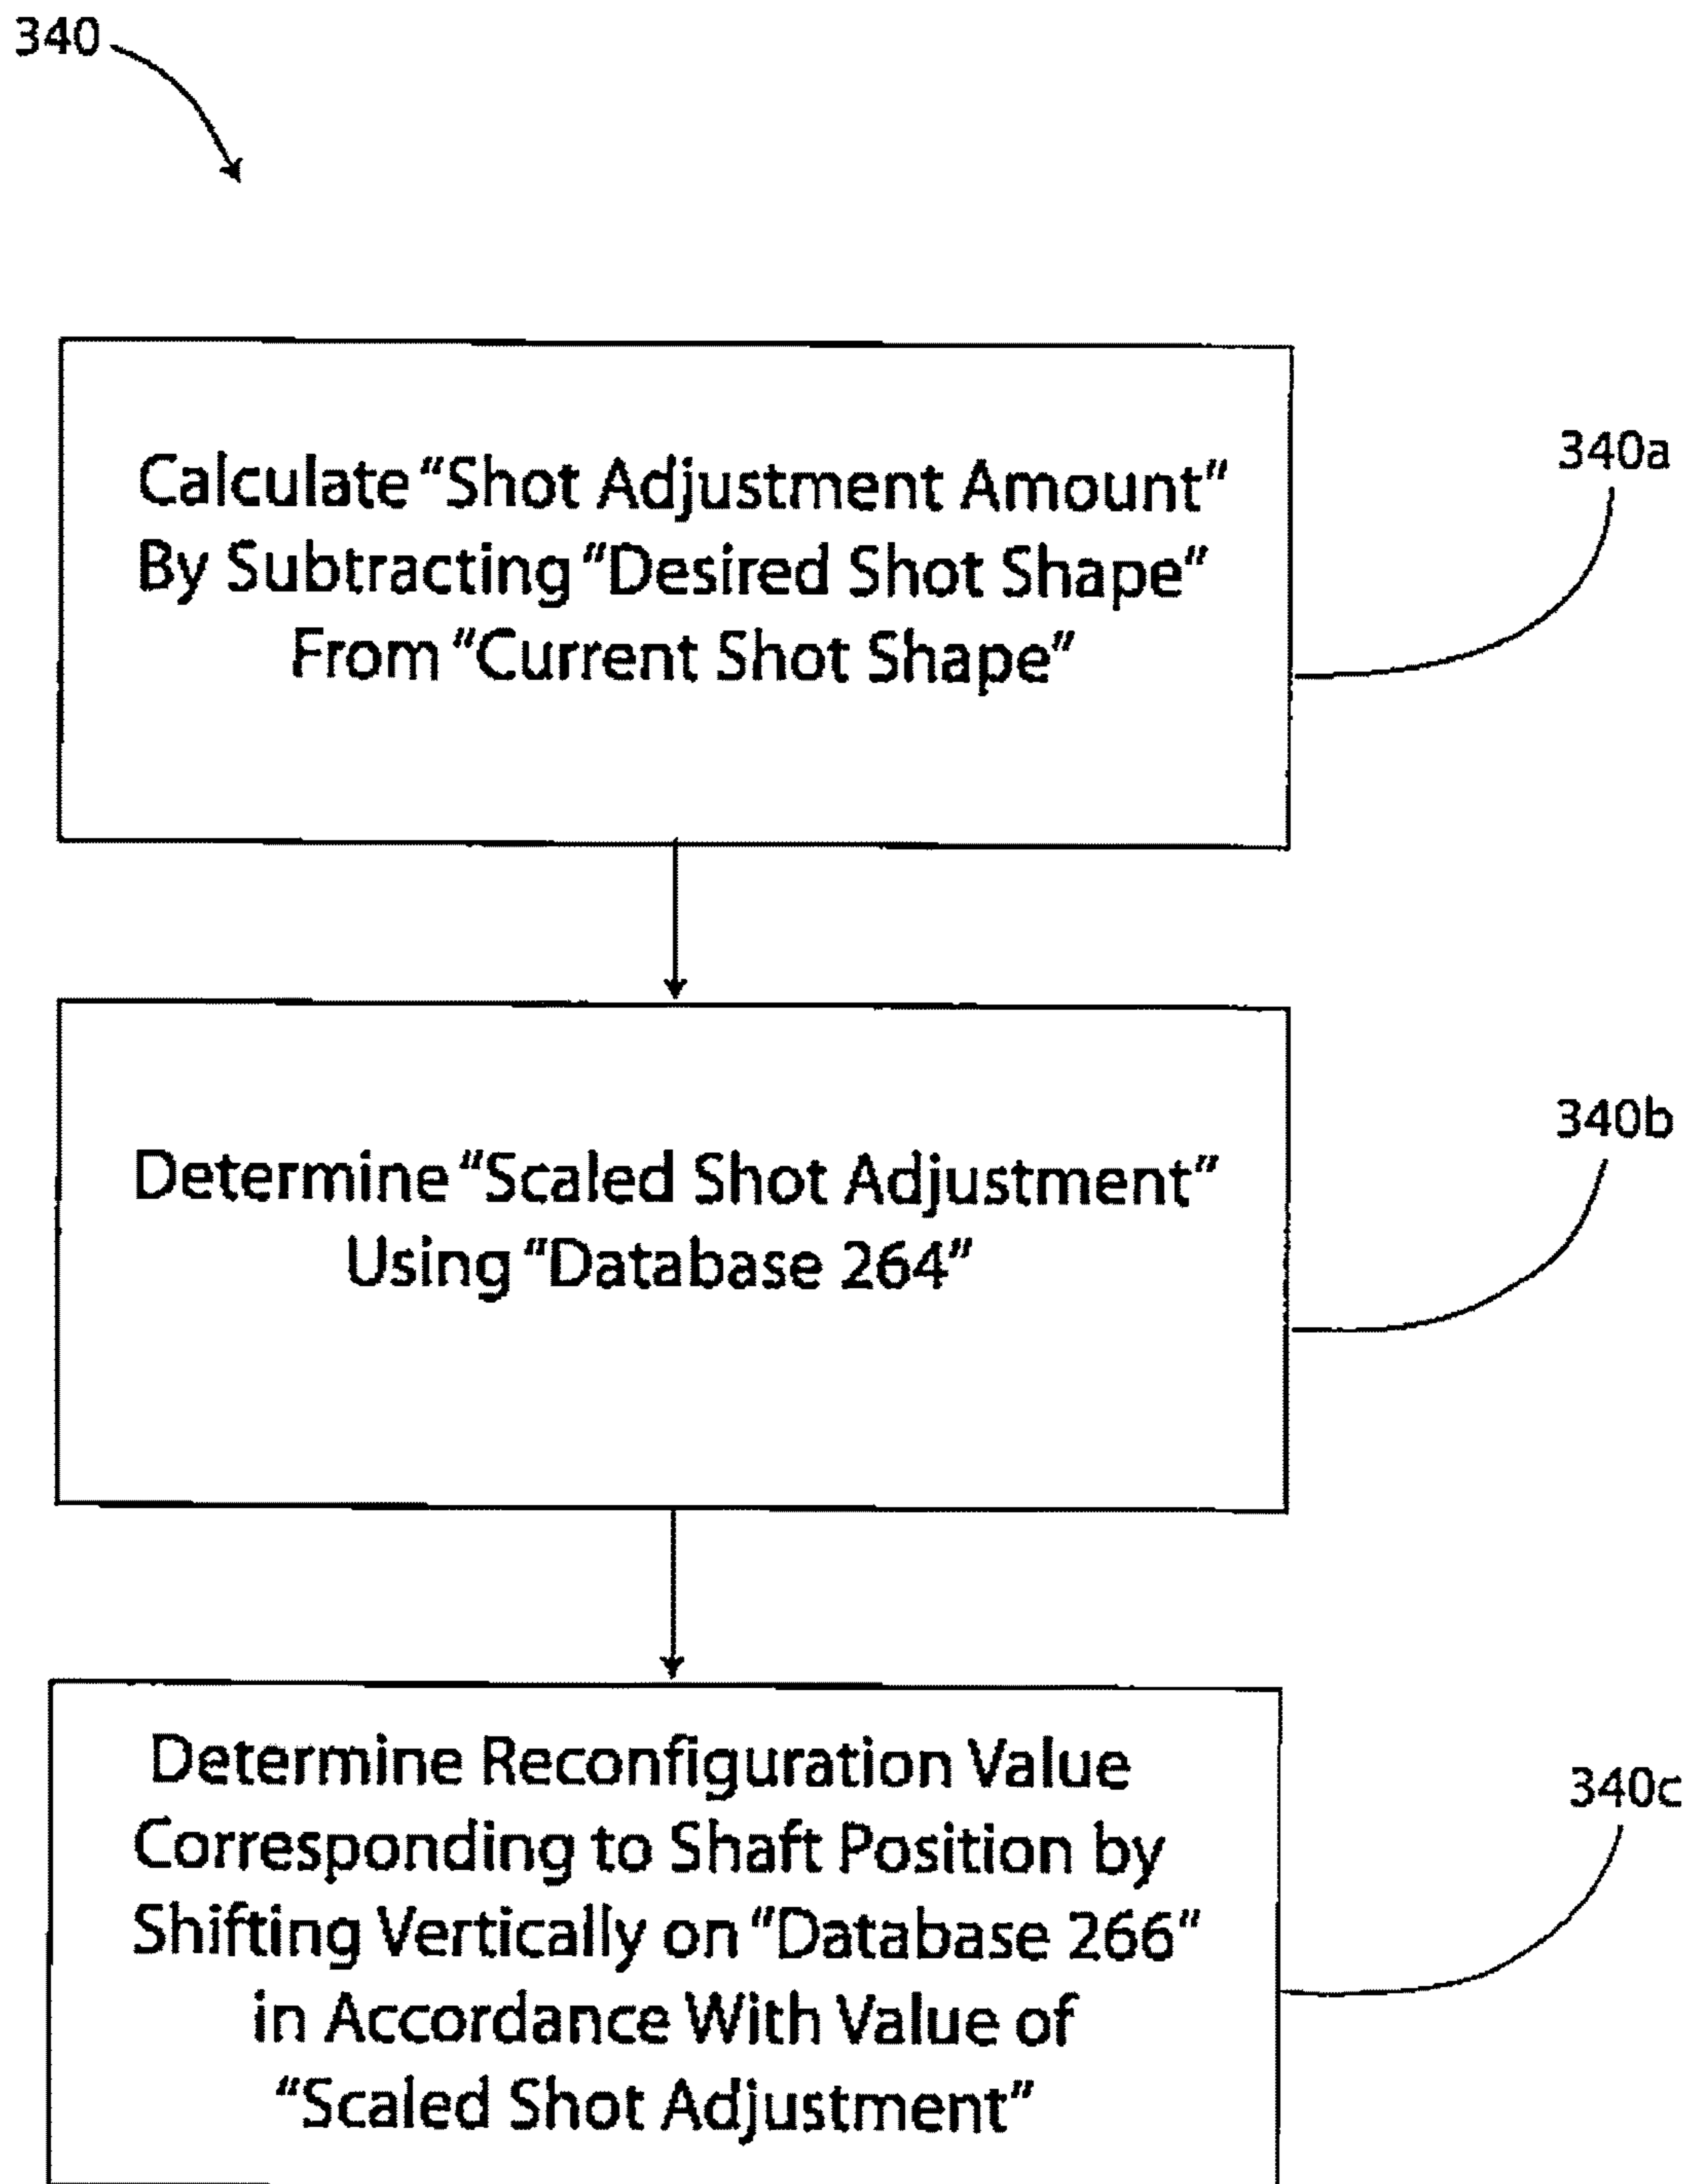 340
Calculate “Shot Adjustment Amount”
340a
By Subtracting “Desired Shot Shape”
From “Current Shot Shape”
Determine “Scaled Shot Adjustment”
340b
Using “Database 264”
Determine Reconfiguration Value
340c
Corresponding to Shaft Position by
Shifting Vertically on “Database 266”
in Accordance With Value of
“Scaled Shot Adjustment”